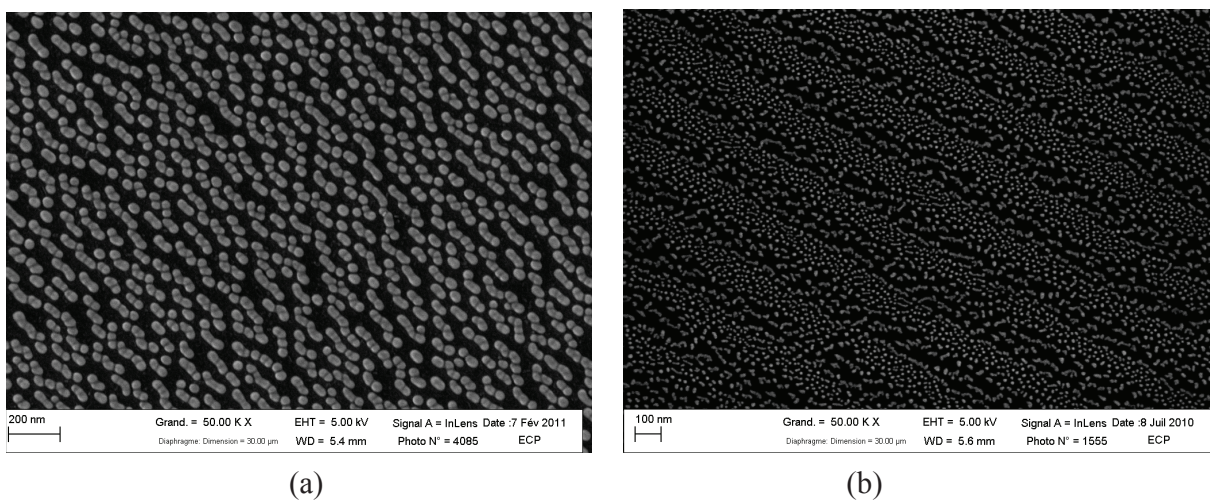 200 nm
Grand. = 50.00 K X EHT = 5.00 kV Signal A = InLens Date :7 Fév 2011
Diaphragme: Dimension = 30.00 µm WD = 5.4 mm Photo N° = 4085 ECP
100 nm
Grand. = 50.00 K X EHT = 5.00 kV Signal A = InLens Date :8 Juil 2010
Diaphragme: Dimension = 30.00 µm WD = 5.6 mm Photo N° = 1555 ECP
(a) (b)